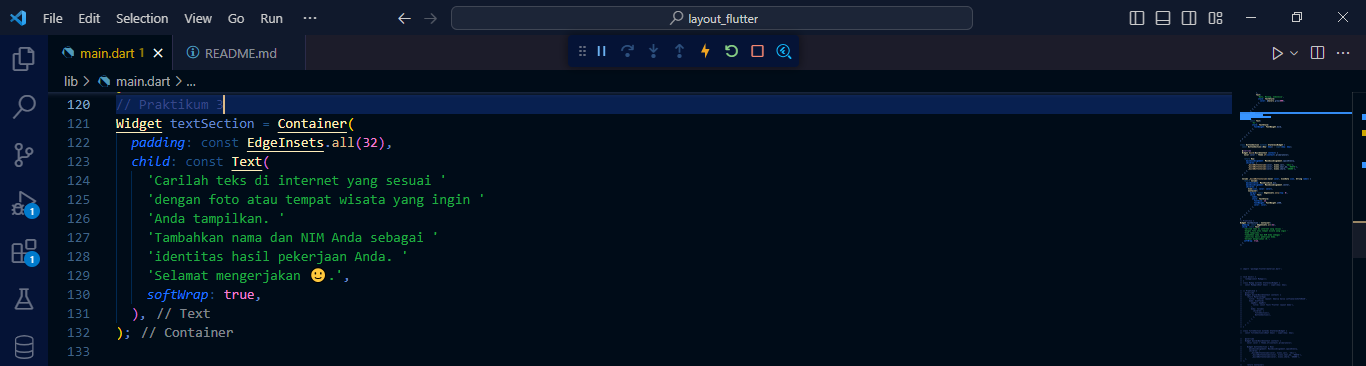 File Edit Selection View Go Run ... layout_flutter
main.dart 1 README.md
lib > main.dart > ...
120 // Praktikum 3
121 Widget textSection = Container(
122 padding: const EdgeInsets.all(32),
123 child: const Text(
124 'Carilah teks di internet yang sesuai '
125 'dengan foto atau tempat wisata yang ingin '
126 'Anda tampilkan. '
127 'Tambahkan nama dan NIM Anda sebagai '
128 'identitas hasil pekerjaan Anda. '
129 'Selamat mengerjakan 🙂.',
130 softWrap: true,
131 ), // Text
132 ); // Container
133
1
1